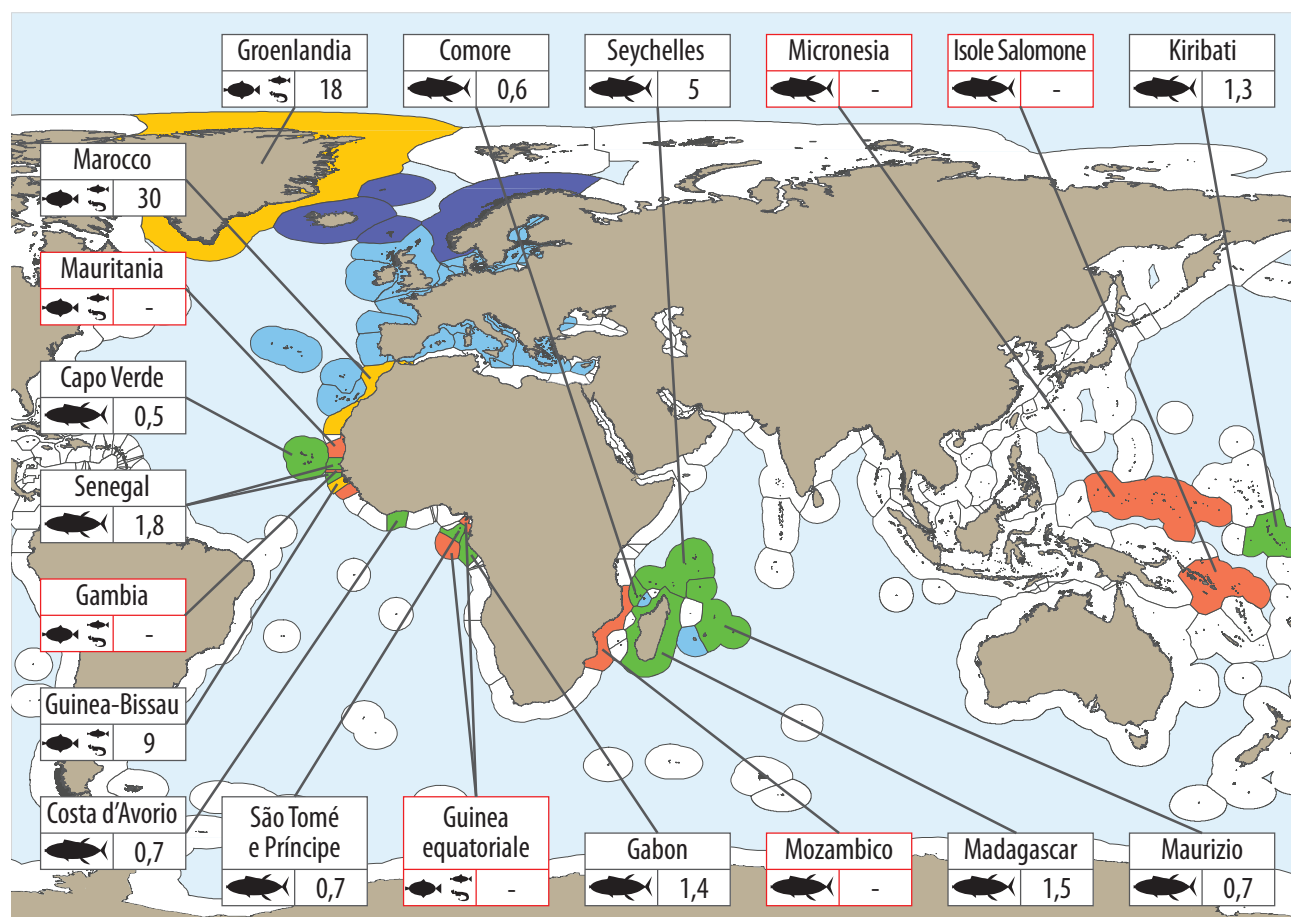 Groenlandia
18
Comore
0,6
Seychelles
5
Micronesia
-
Isole Salomone
-
Kiribati
1,3
Marocco
30
Mauritania
-
Capo Verde
0,5
Senegal
1,8
Gambia
-
Guinea-Bissau
9
Costa d'Avorio
0,7
São Tomé
e Príncipe
0,7
Guinea
equatoriale
-
Gabon
1,4
Mozambico
-
Madagascar
1,5
Maurizio
0,7